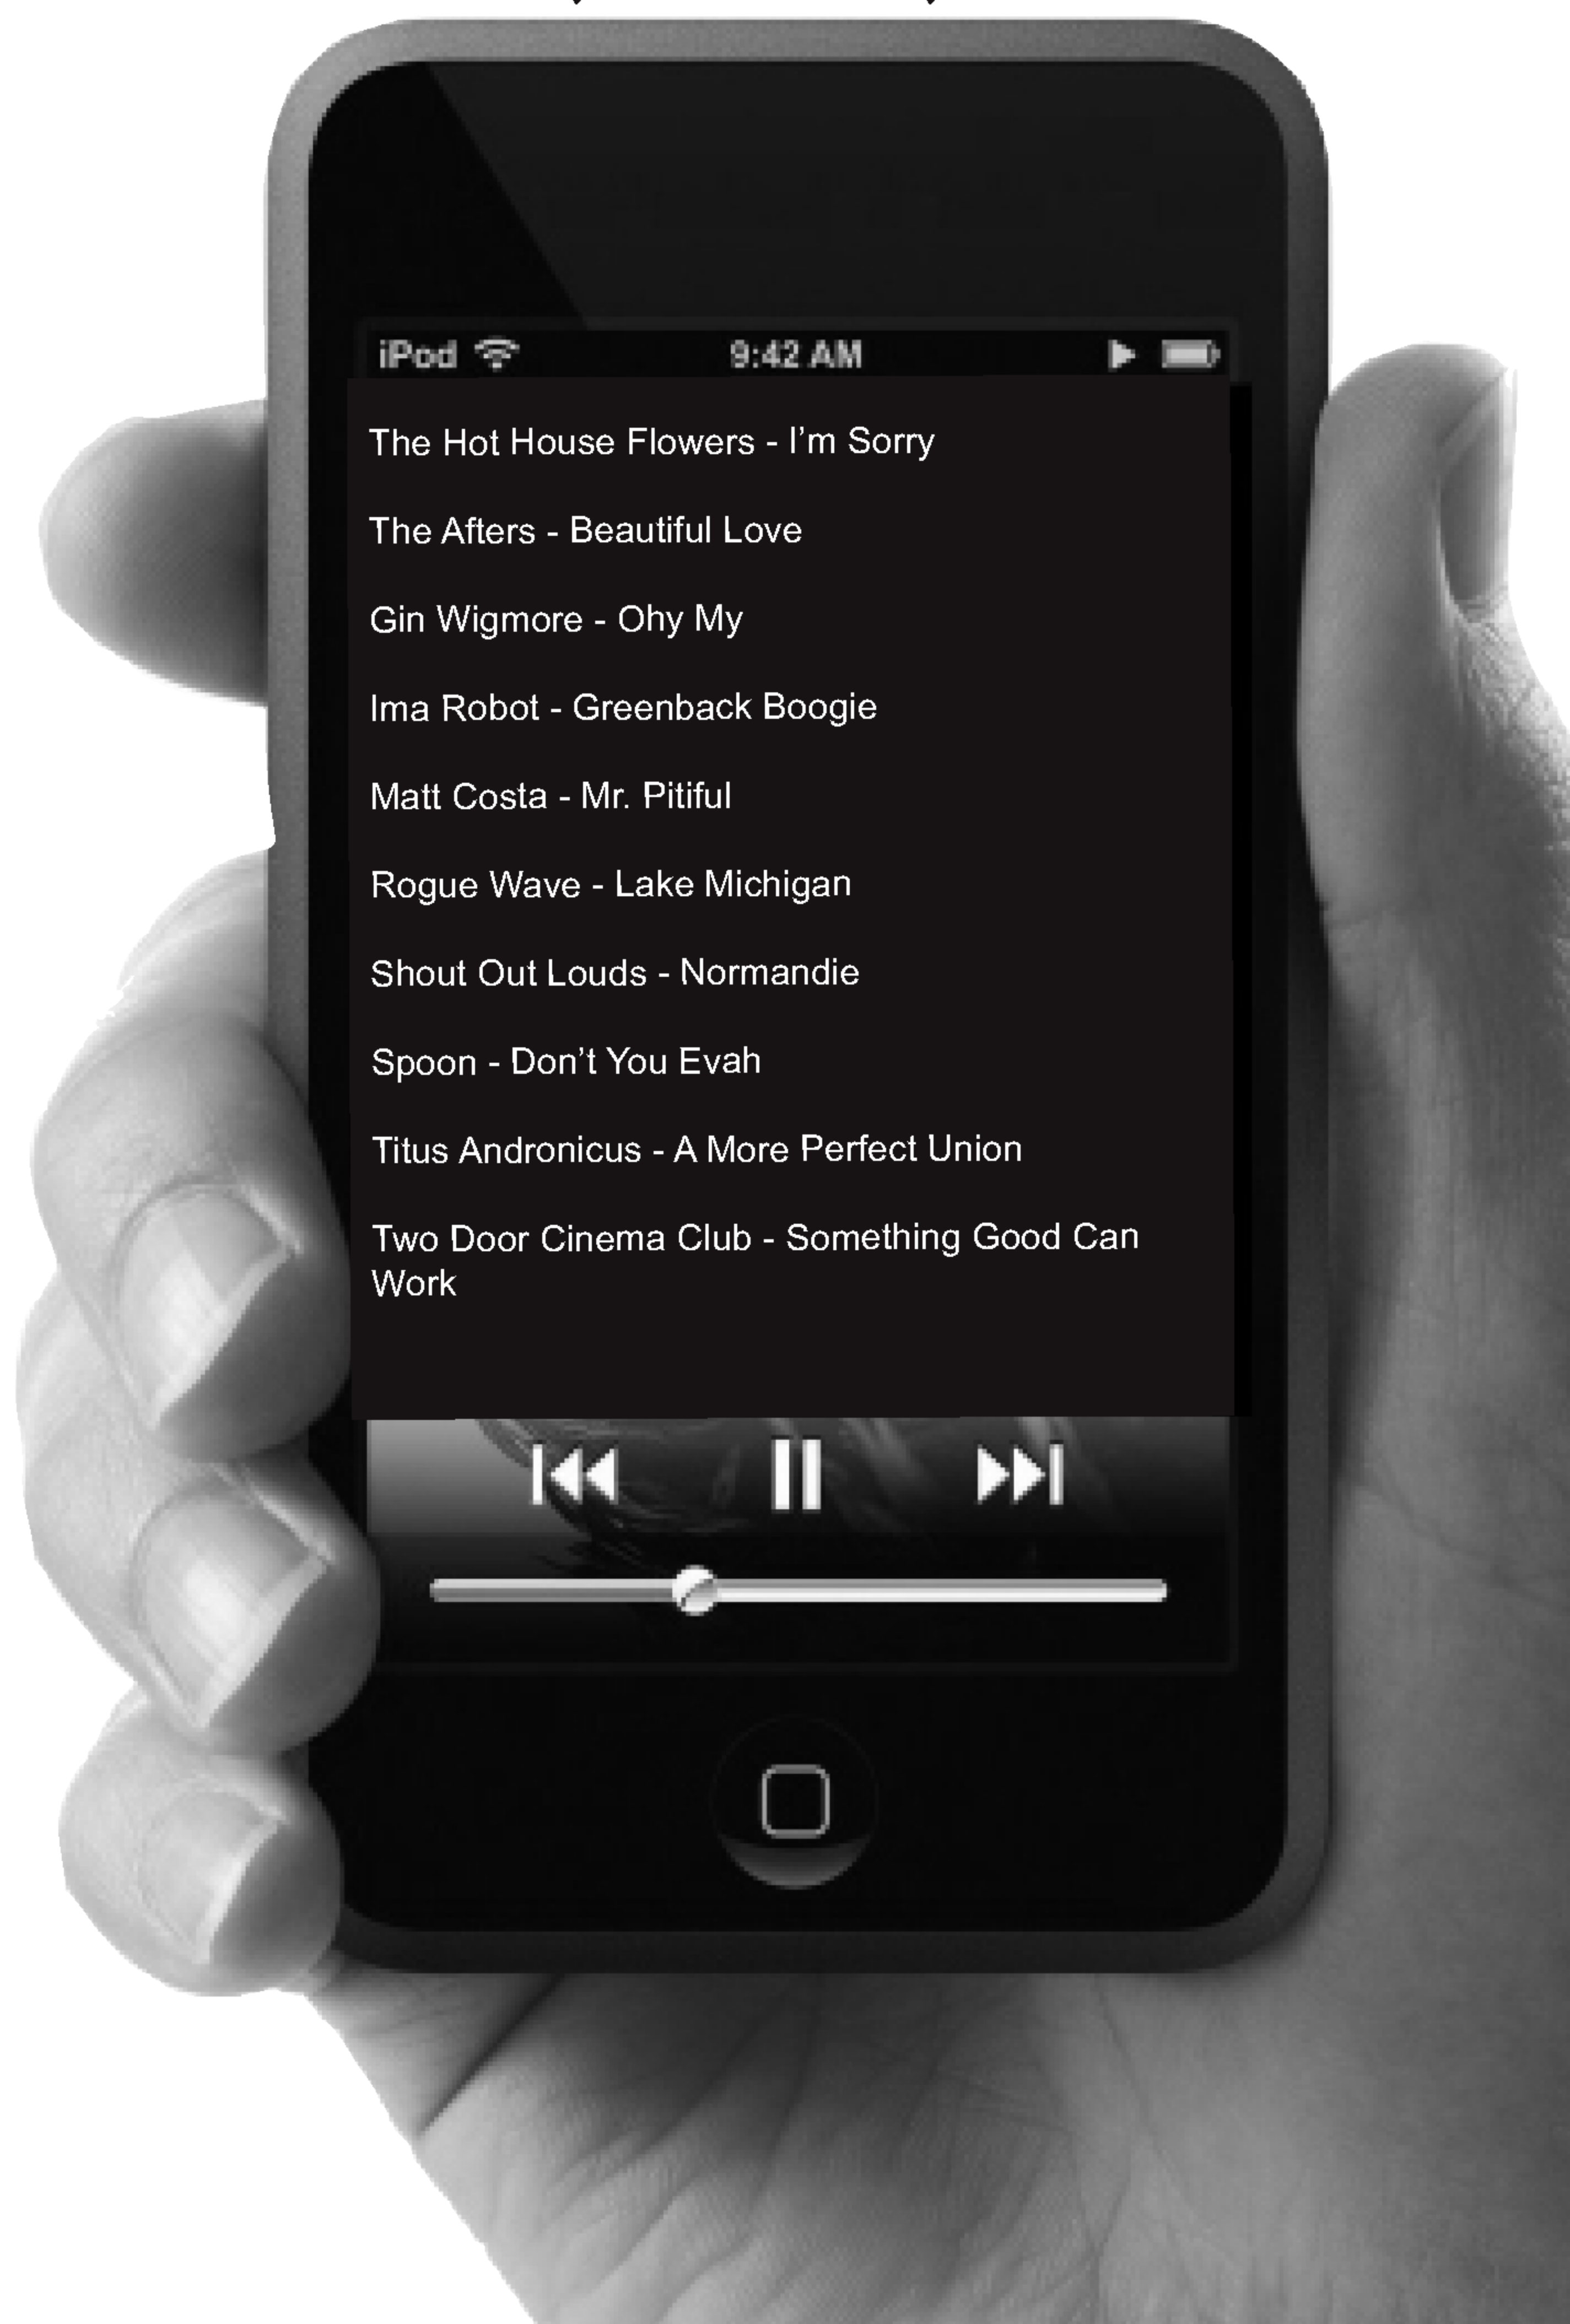 iPod 9:42 AM
The Hot House Flowers - I'm Sorry
The Afters - Beautiful Love
Gin Wigmore - Ohy My
Ima Robot - Greenback Boogie
Matt Costa - Mr. Pitiful
Rogue Wave - Lake Michigan
Shout Out Louds - Normandie
Spoon - Don't You Evah
Titus Andronicus - A More Perfect Union
Two Door Cinema Club - Something Good Can
Work